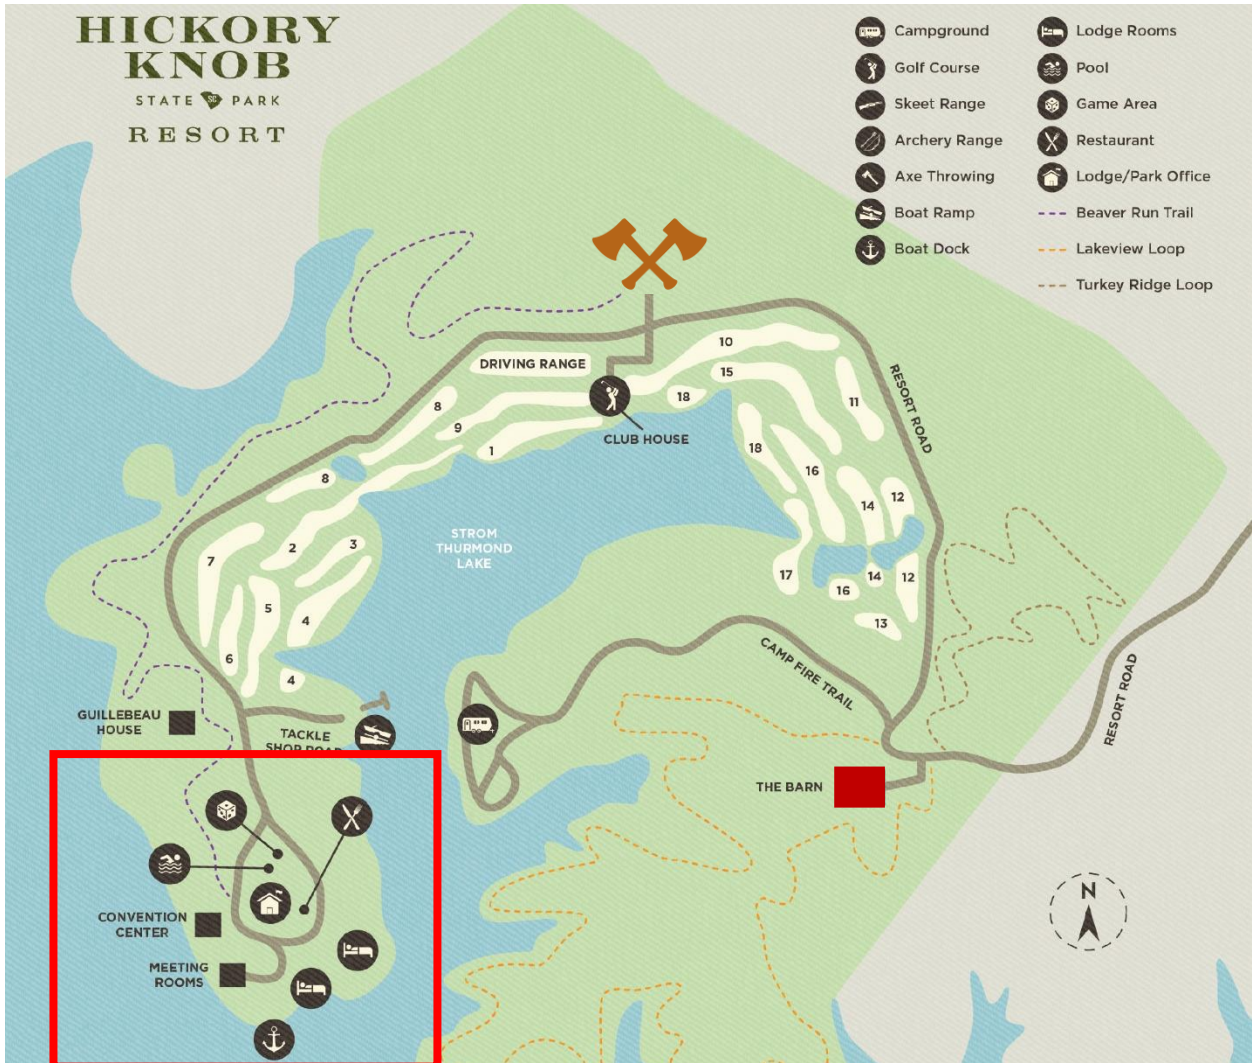 HICKORY
KNOB
STATE SC PARK
RESORT
Campground
Golf Course
Skeet Range
Archery Range
Axe Throwing
Boat Ramp
Boat Dock
Lodge Rooms
Pool
Game Area
Restaurant
Lodge/Park Office
Beaver Run Trail
Lakeview Loop
Turkey Ridge Loop
10
DRIVING RANGE
15
8
18
11
9
CLUB HOUSE
1
RESORT ROAD
18
16
8
12
14
STROM
THURMOND
LAKE
7
2
3
17
16
14
12
5
4
13
6
4
CAMP FIRE TRAIL
RESORT ROAD
GUILLEBEAU
HOUSE
TACKLE
SHOP ROAD
THE BARN
CONVENTION
CENTER
MEETING
ROOMS
N